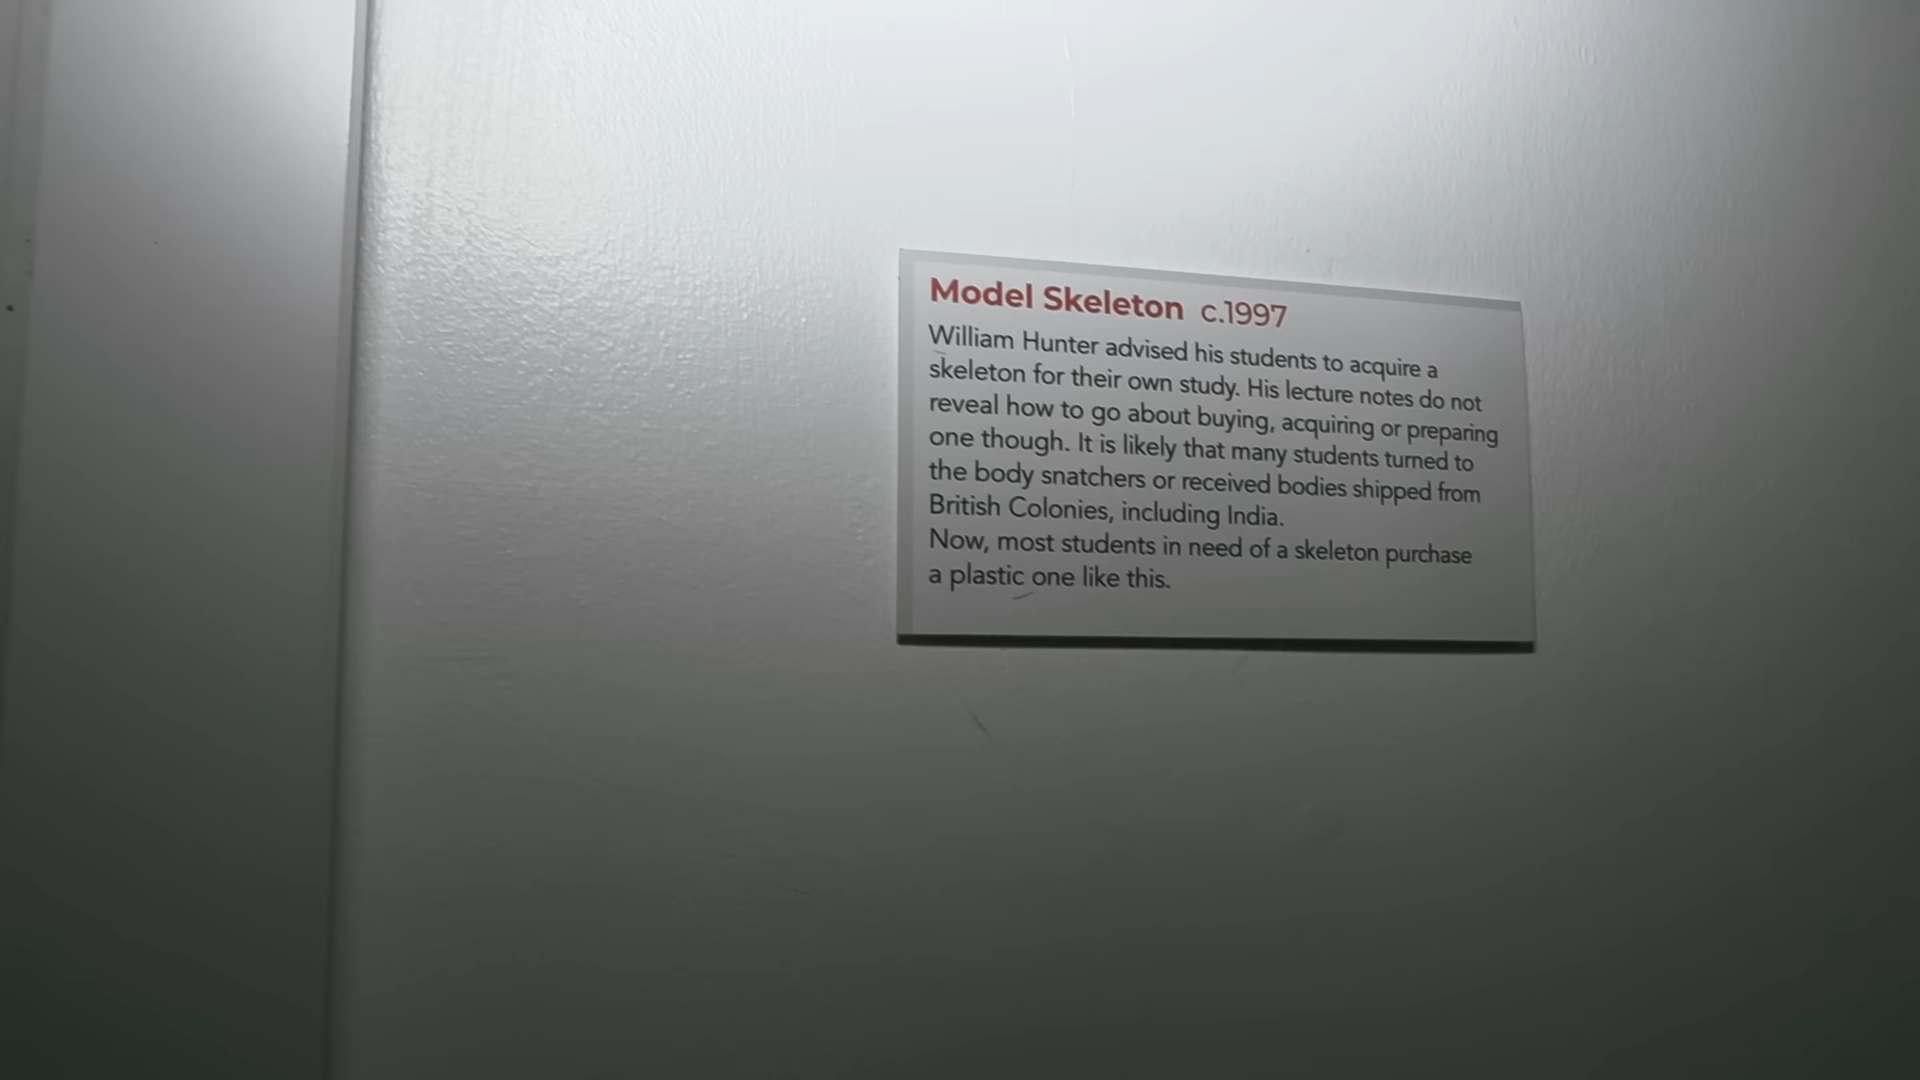 Model Skeleton c.1997
William Hunter advised his students to acquire a
skeleton for their own study. His lecture notes do not
reveal how to go about buying, acquiring or preparing
one though. It is likely that many students turned to
the body snatchers or received bodies shipped from
British Colonies, including India.
Now, most students in need of a skeleton purchase
a plastic one like this.